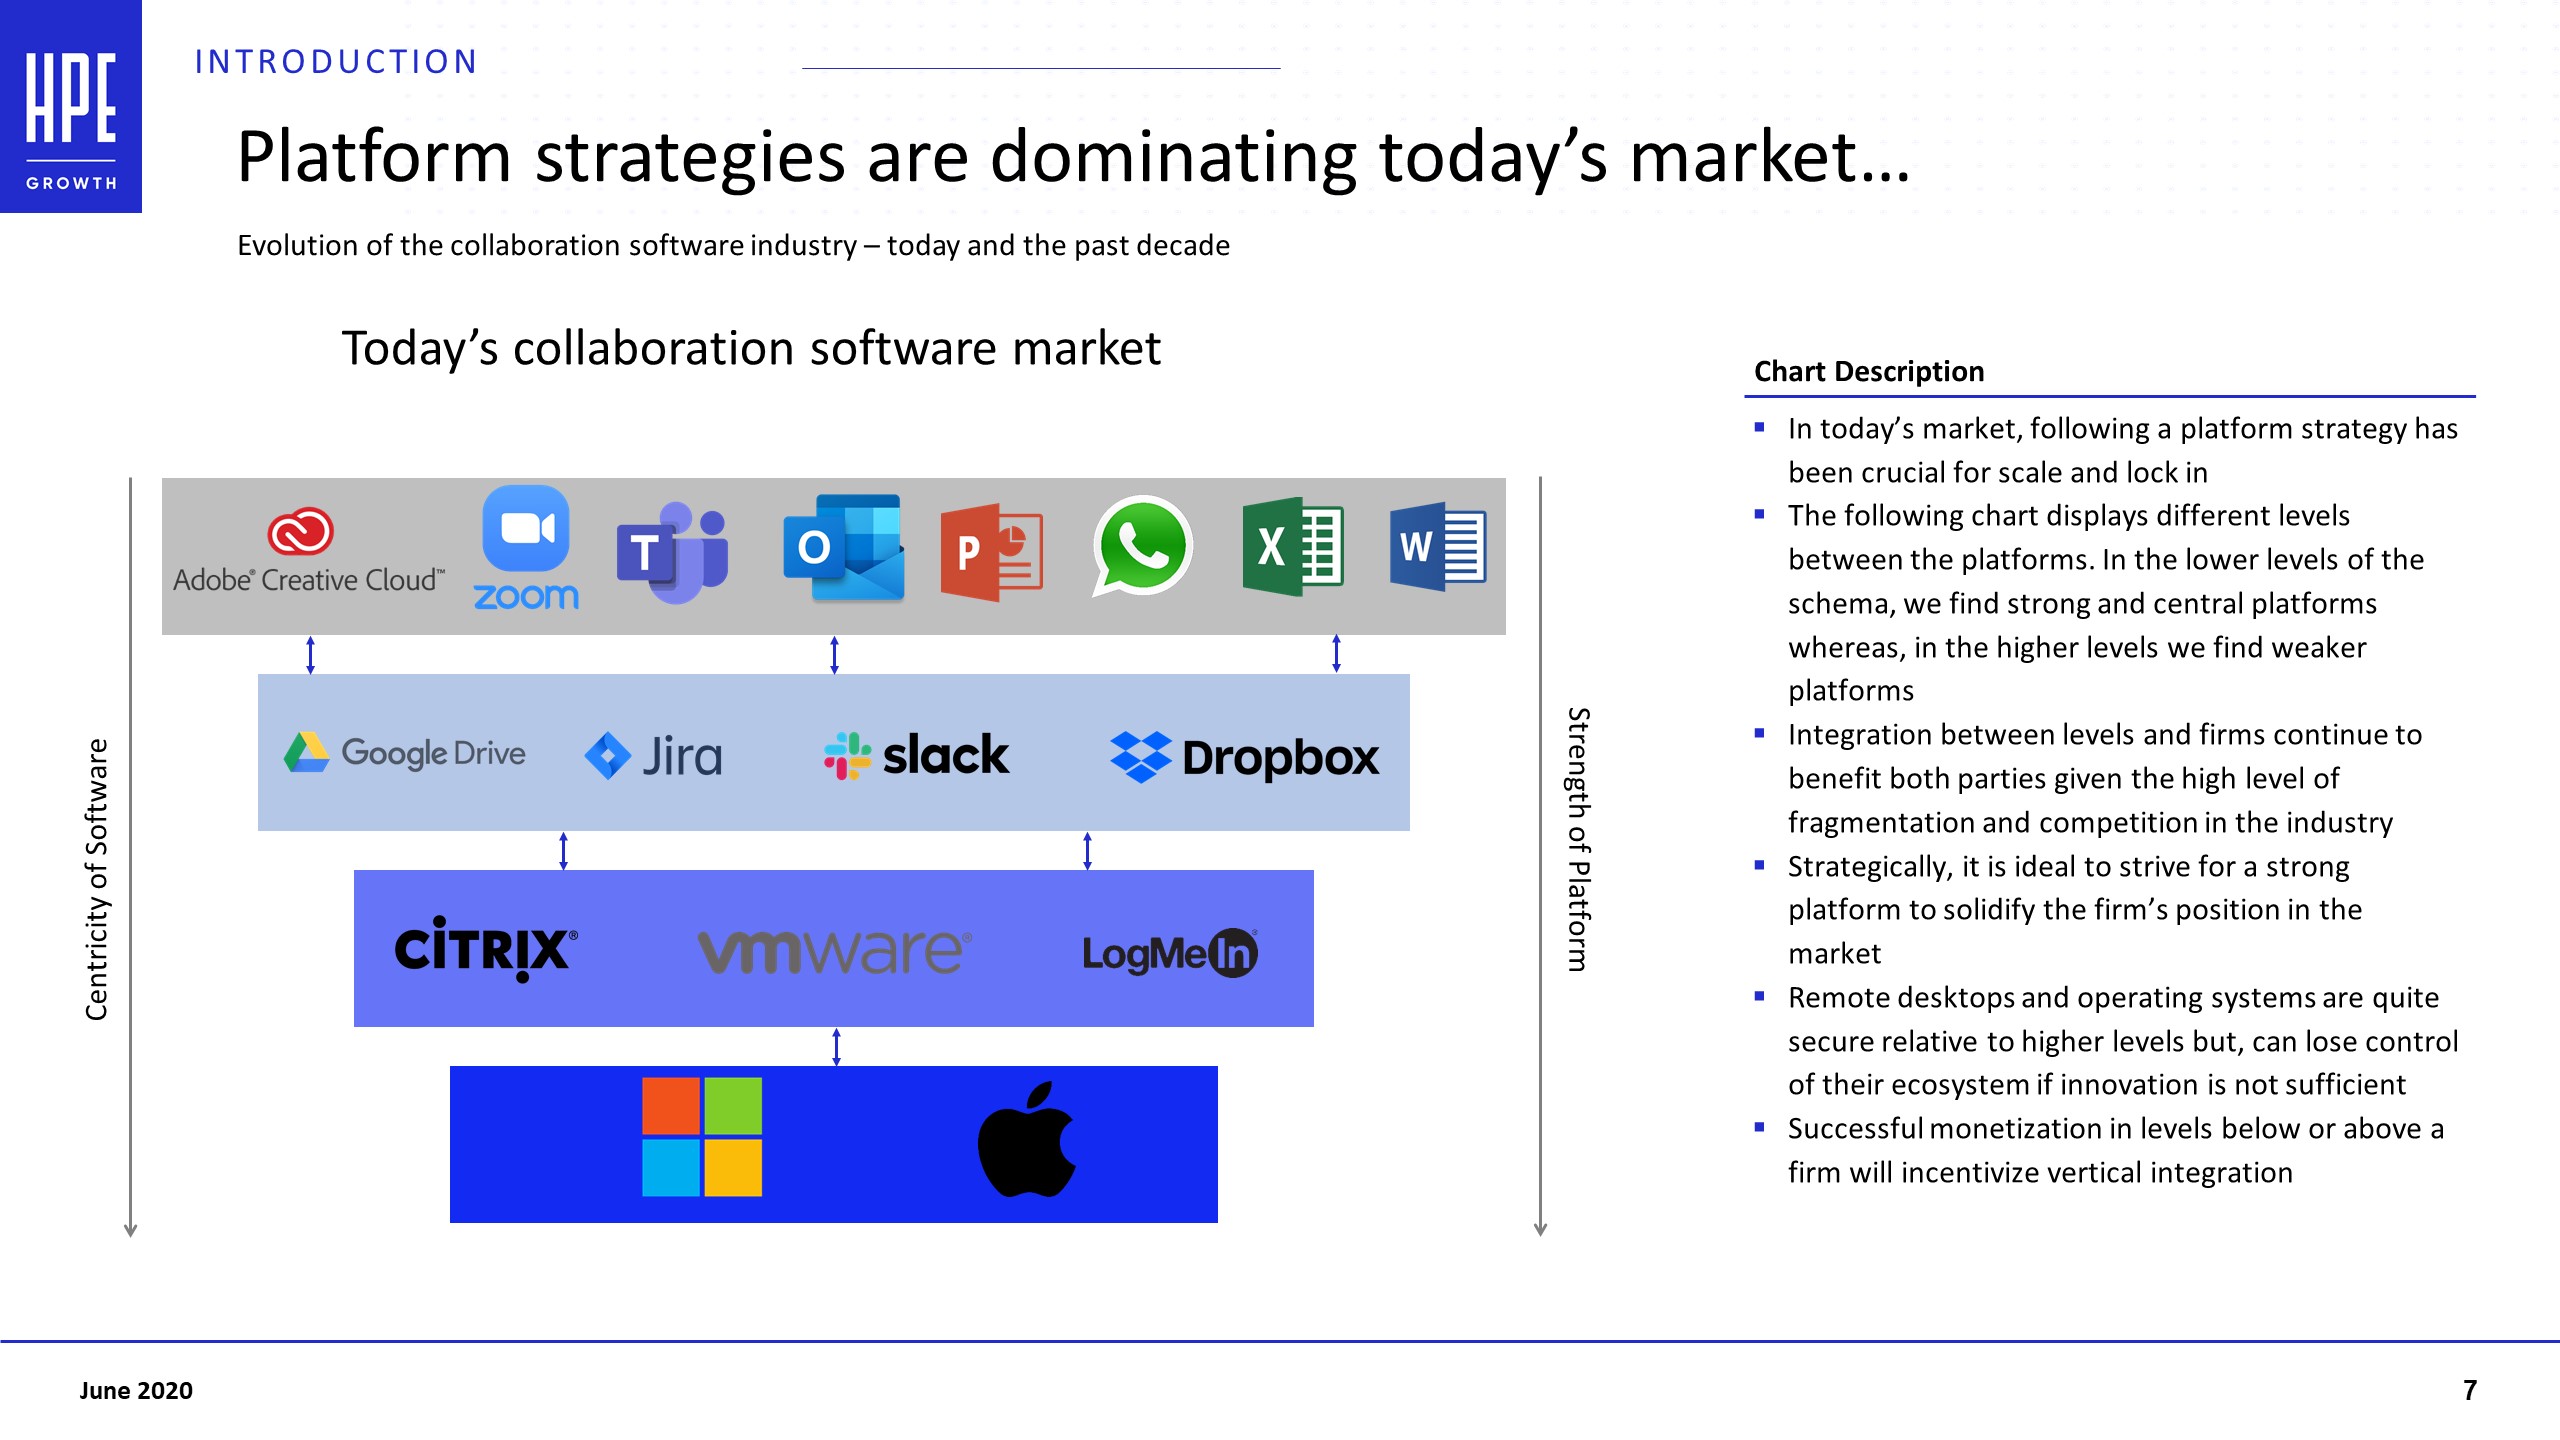 HPE
GROWTH
INTRODUCTION
Platform strategies are dominating today’s market…
Evolution of the collaboration software industry – today and the past decade
Today’s collaboration software market
Centricity of Software
Adobe® Creative Cloud™
zoom
T
O
P
X
W
Google Drive
Jira
slack
Dropbox
CİTRIX®
vmware®
LogMeIn®
Strength of Platform
Chart Description
▪ In today’s market, following a platform strategy has
been crucial for scale and lock in
▪ The following chart displays different levels
between the platforms. In the lower levels of the
schema, we find strong and central platforms
whereas, in the higher levels we find weaker
platforms
▪ Integration between levels and firms continue to
benefit both parties given the high level of
fragmentation and competition in the industry
▪ Strategically, it is ideal to strive for a strong
platform to solidify the firm’s position in the
market
▪ Remote desktops and operating systems are quite
secure relative to higher levels but, can lose control
of their ecosystem if innovation is not sufficient
▪ Successful monetization in levels below or above a
firm will incentivize vertical integration
June 2020
7